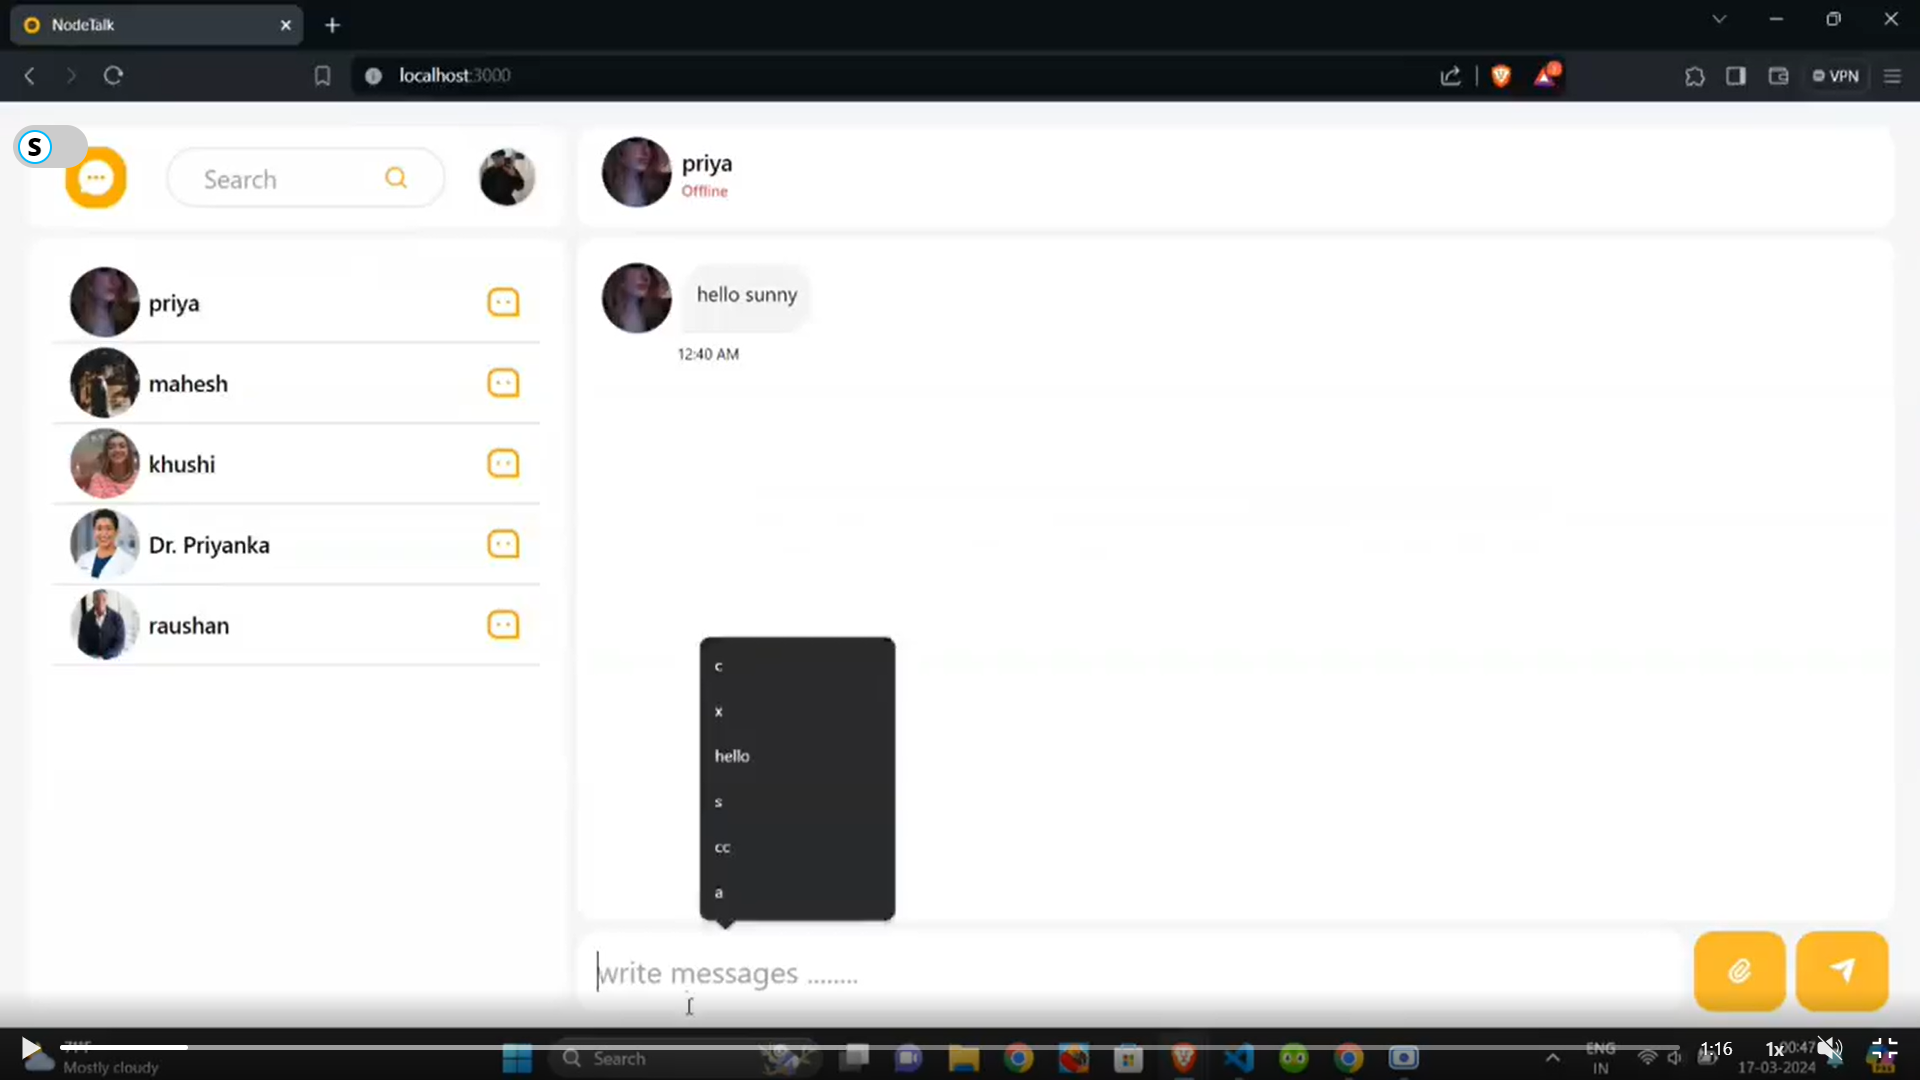 NodeTalk
localhost:3000
VPN
S
Search
priya
Offline
priya
mahesh
khushi
Dr. Priyanka
raushan
hello sunny
12:40 AM
c
x
hello
s
cc
a
write messages ........
Mostly cloudy
Search
ENG
IN
1:16
1x
00:47
17-03-2024